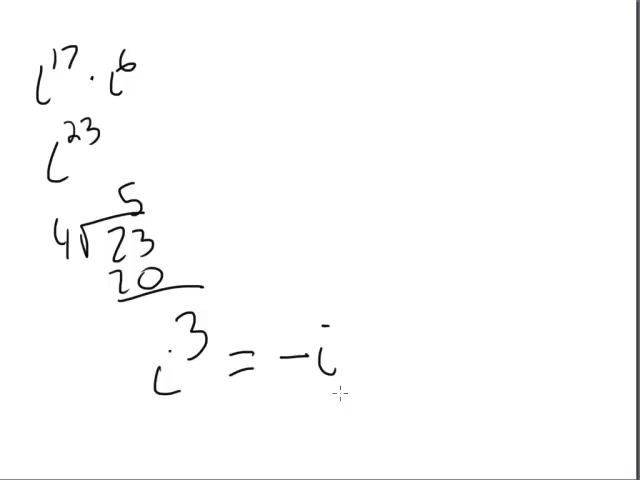 i^17 · i^6
i^23
5
4√23
20
i^3 = -i